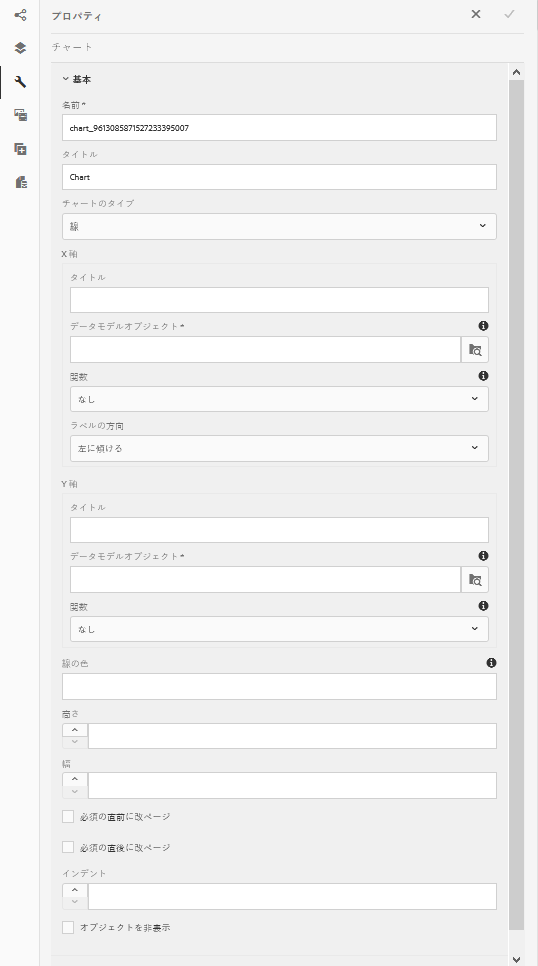 プロパティ
チャート
基本
名前 *
chart_9613085871527233395007
タイトル
Chart
チャートのタイプ
線
X 軸
タイトル
データモデルオブジェクト *
関数
なし
ラベルの方向
左に傾ける
Y 軸
タイトル
データモデルオブジェクト *
関数
なし
線の色
高さ
幅
必須の直前に改ページ
必須の直後に改ページ
インデント
オブジェクトを非表示